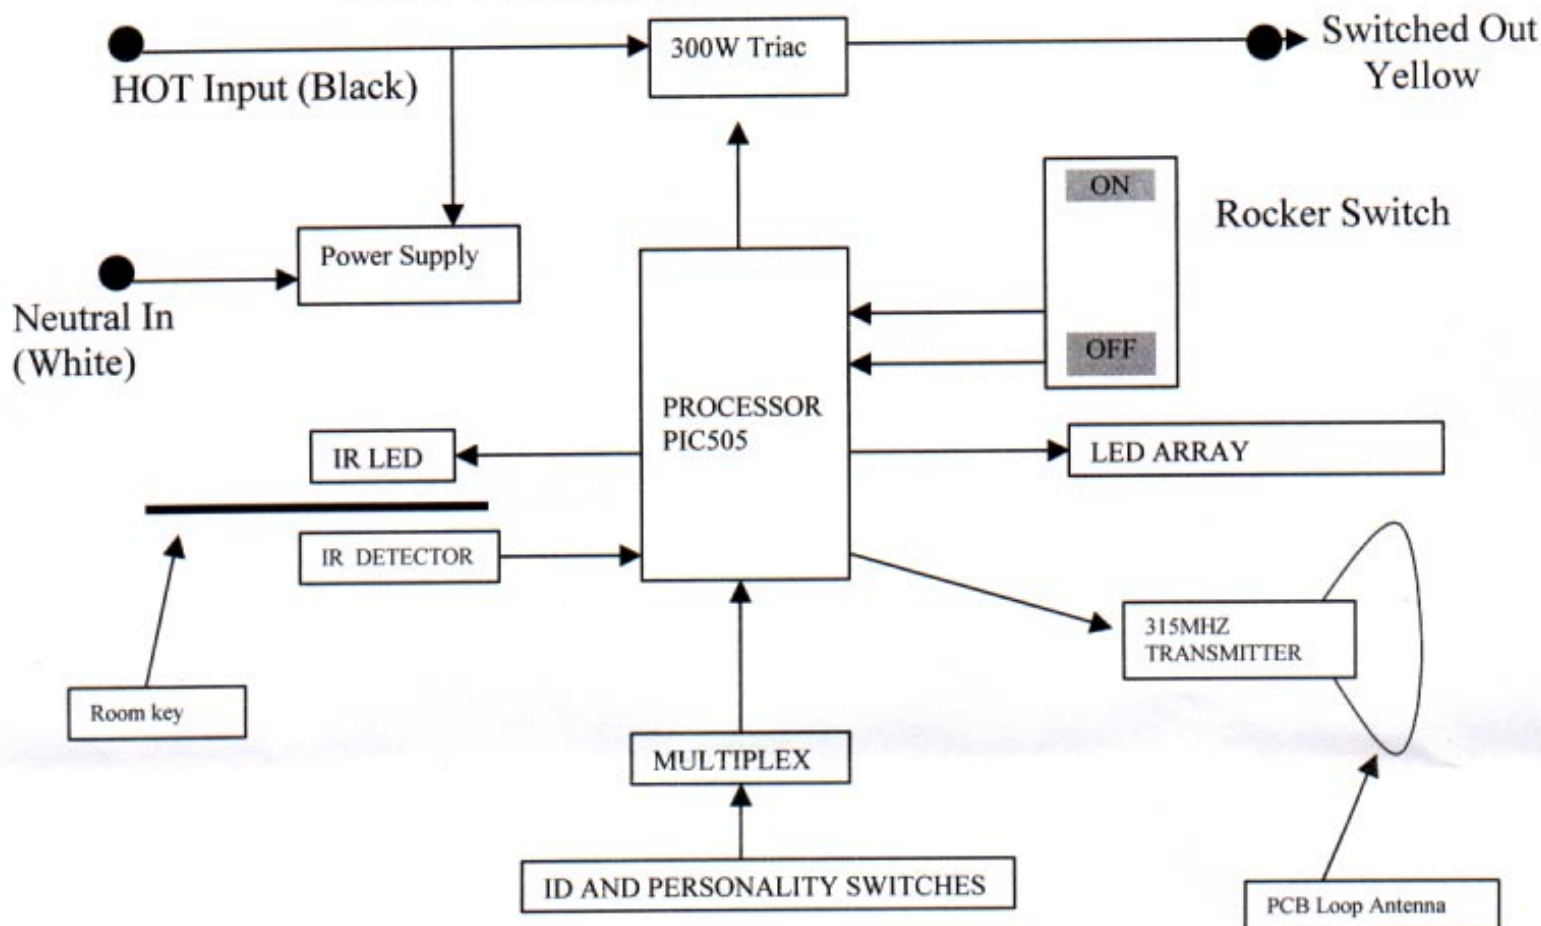 300W Triac
Switched Out
Yellow
HOT Input (Black)
ON
Rocker Switch
Power Supply
Neutral In
(White)
OFF
PROCESSOR
PIC505
IR LED
LED ARRAY
IR DETECTOR
315MHZ
TRANSMITTER
Room key
MULTIPLEX
ID AND PERSONALITY SWITCHES
PCB Loop Antenna